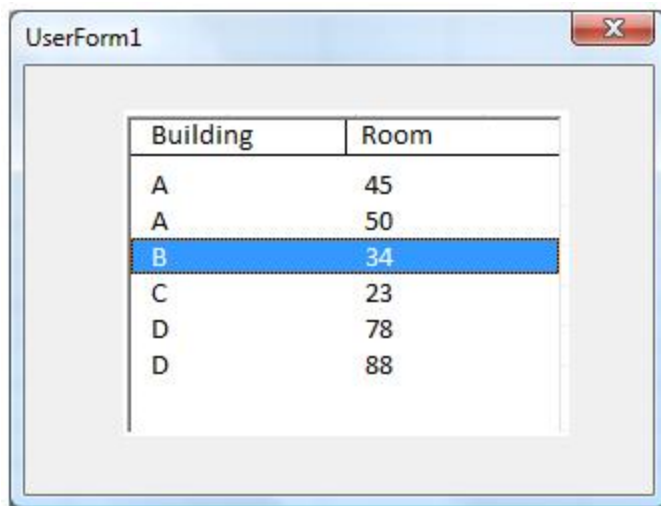 UserForm1
Building Room
A 45
A 50
B 34
C 23
D 78
D 88